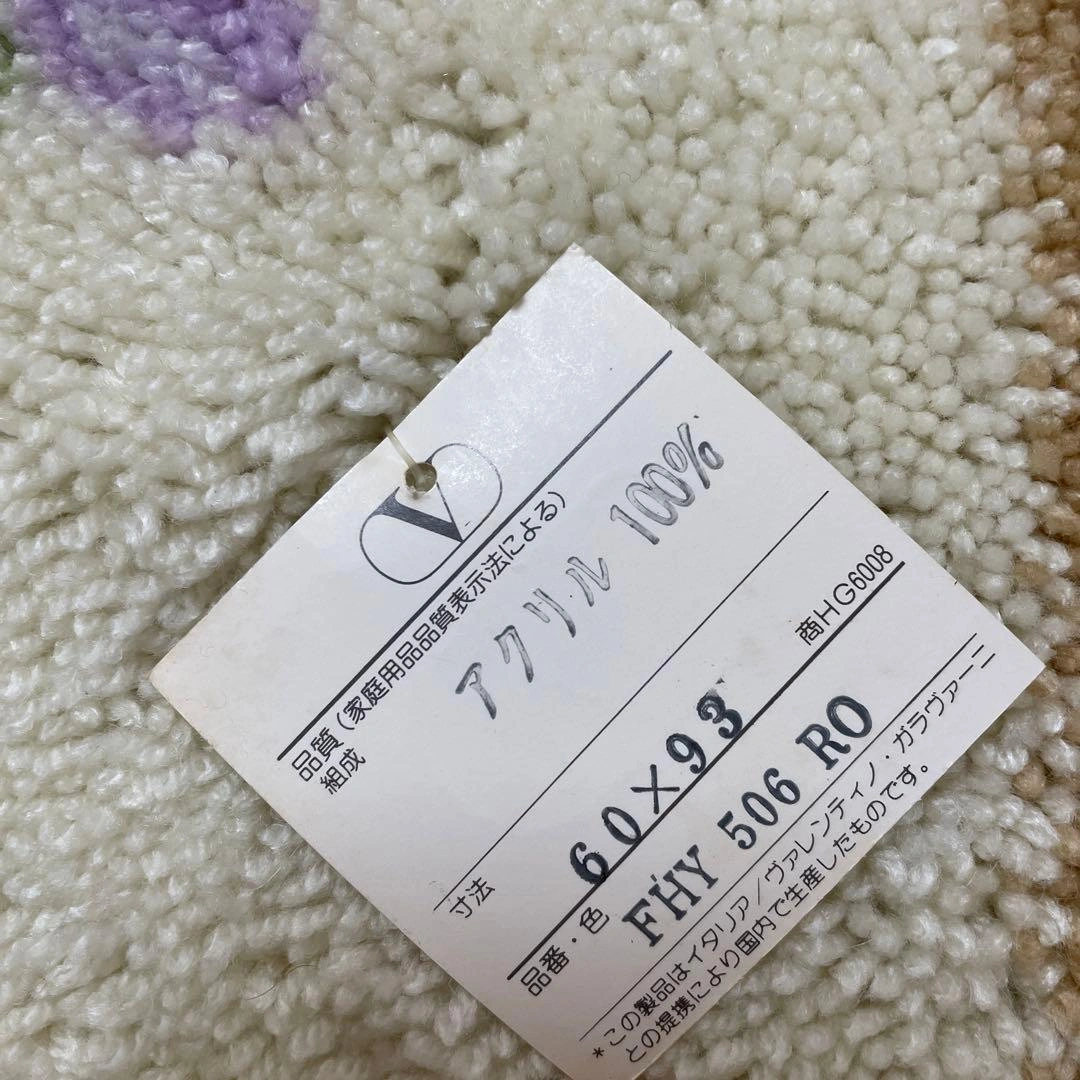 V
品質(家庭用品品質表示法による)
組成
アクリル 100%
寸法
60×93
商HG6008
品番・色
FHY 506 RO
*この製品はイタリア/ヴァレンティノ・ガラヴァーニ
との提携により国内で生産したものです。